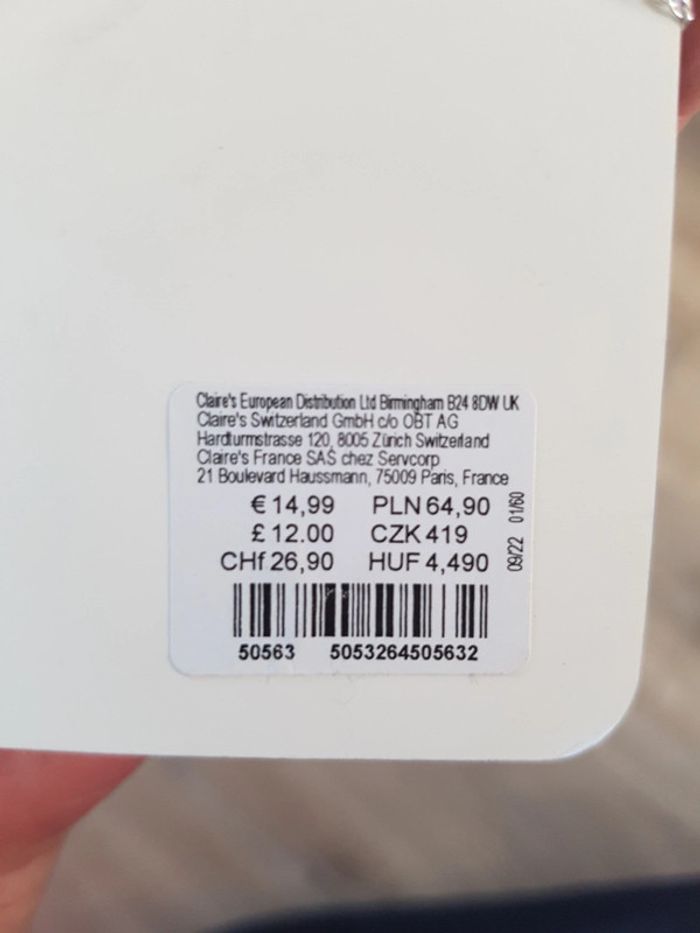 Claire's European Distribution Ltd Birmingham B24 8DW UK
Claire's Switzerland GmbH c/o OBT AG
Hardturmstrasse 120, 8005 Zürich Switzerland
Claire's France SAS chez Servcorp
21 Boulevard Haussmann, 75009 Paris, France
€ 14,99 PLN 64,90
£ 12.00 CZK 419
CHf 26,90 HUF 4,490
09/22 01/60
50563 5053264505632